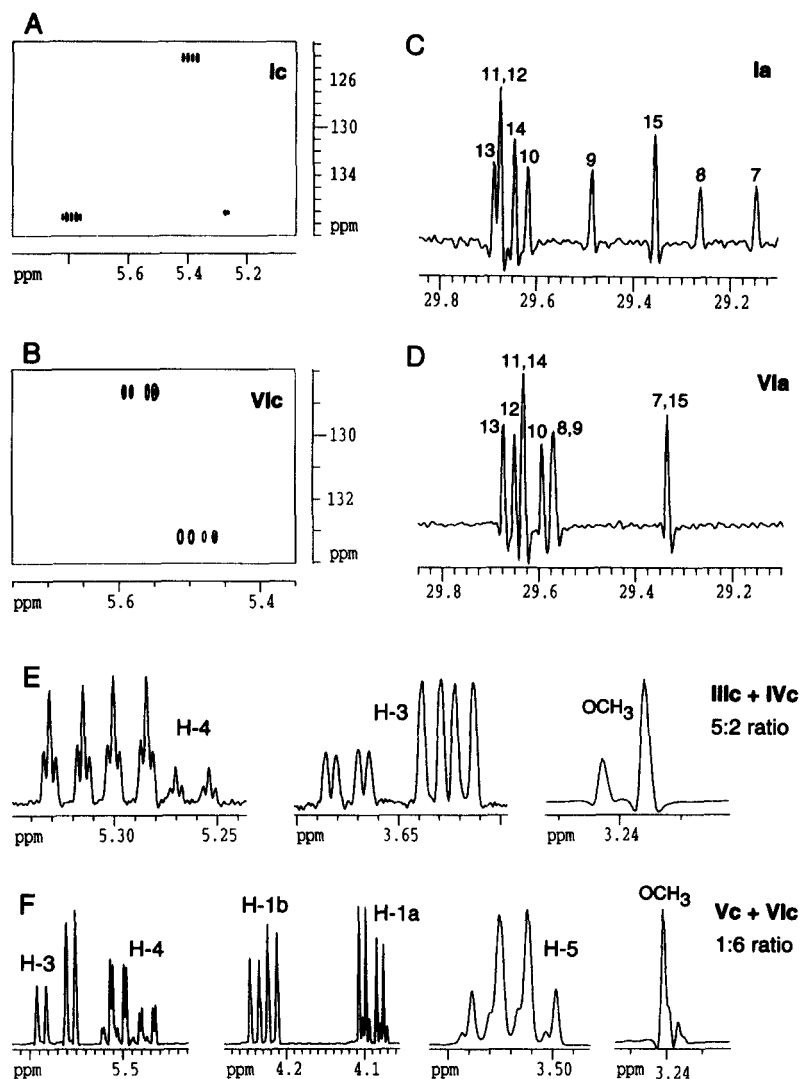 A
Ic
126
130
134
ppm
ppm 5.6 5.4 5.2
C
Ia
11,12
13 14 10 9 15 8 7
29.8 29.6 29.4 29.2
B
VIc
130
132
ppm
ppm 5.6 5.4
D
VIa
11,14
13 12 10 8,9 7,15
29.8 29.6 29.4 29.2
E
H-4
ppm 5.30 5.25
H-3
ppm 3.65
OCH3
ppm 3.24
IIIc + IVc
5:2 ratio
F
H-3 H-4
ppm 5.5
H-1b H-1a
ppm 4.2 4.1
H-5
ppm 3.50
OCH3
ppm 3.24
Vc + VIc
1:6 ratio